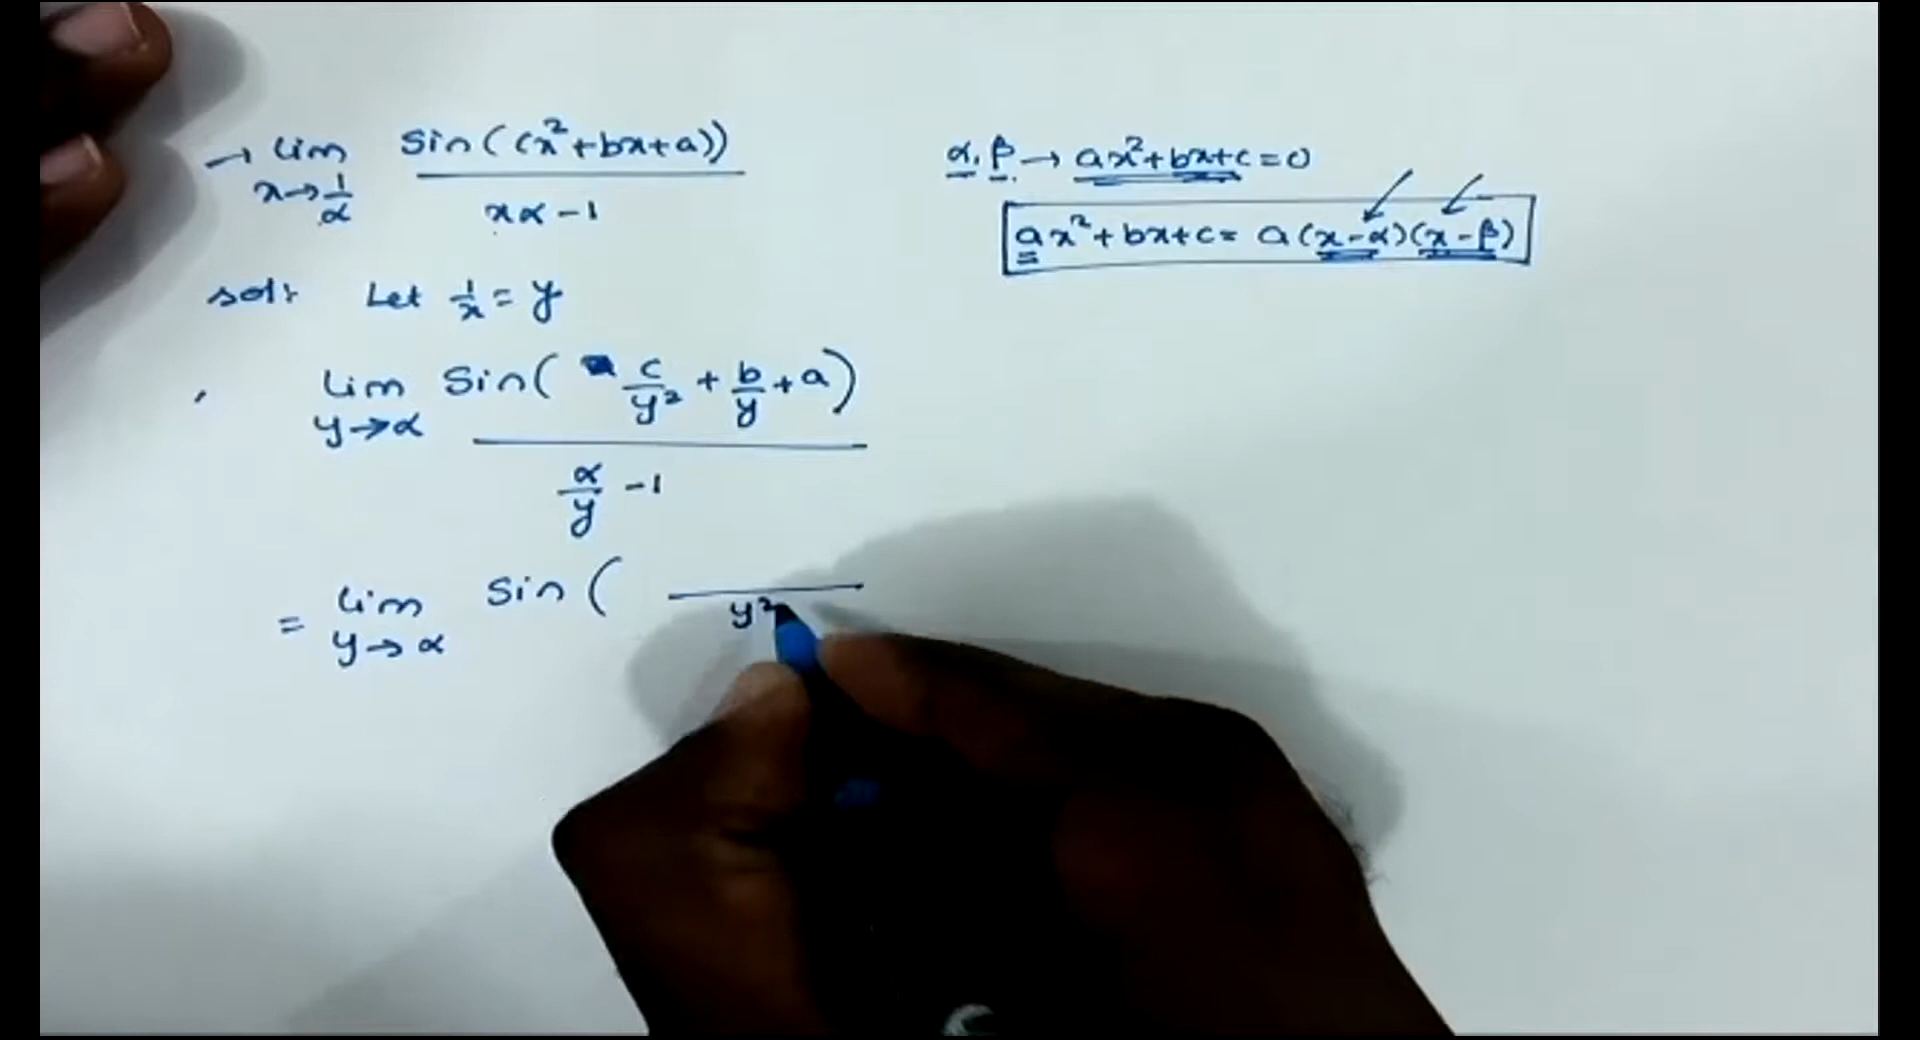 → lim sin(cx²+bx+a))
x→1/α xα-1
sol: Let 1/x = y
lim sin( c/y² + b/y + a)
y→α
α/y -1
= lim sin(
y→α y²
α, β → ax²+bx+c=0
ax²+bx+c= a(x-α)(x-β)